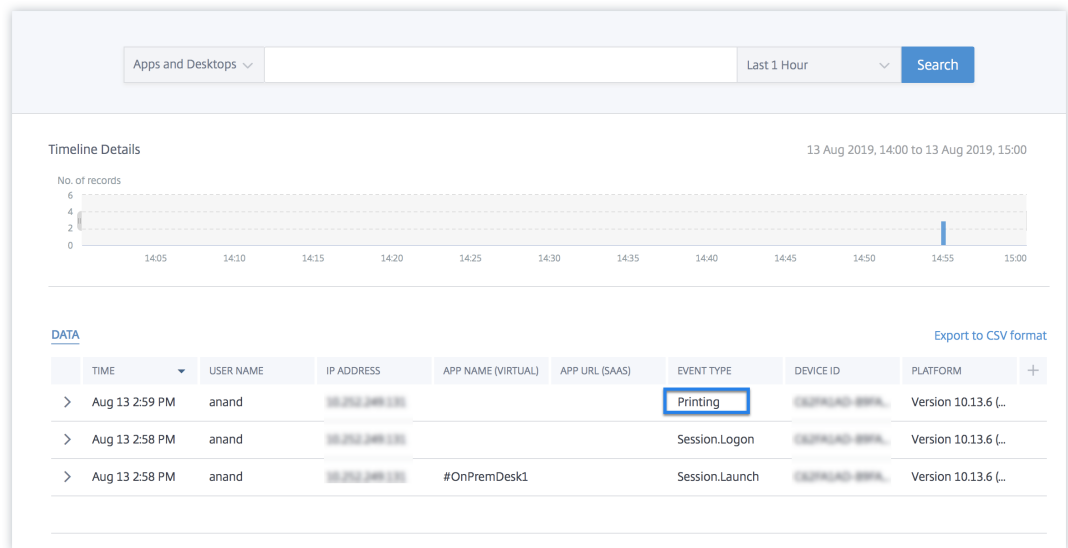 Apps and Desktops Last 1 Hour Search
Timeline Details 13 Aug 2019, 14:00 to 13 Aug 2019, 15:00
No. of records
6
4
2
0
14:05 14:10 14:15 14:20 14:25 14:30 14:35 14:40 14:45 14:50 14:55 15:00
DATA Export to CSV format
TIME USER NAME IP ADDRESS APP NAME (VIRTUAL) APP URL (SAAS) EVENT TYPE DEVICE ID PLATFORM
Aug 13 2:59 PM anand Printing Version 10.13.6 (...
Aug 13 2:58 PM anand Session.Logon Version 10.13.6 (...
Aug 13 2:58 PM anand #OnPremDesk1 Session.Launch Version 10.13.6 (...